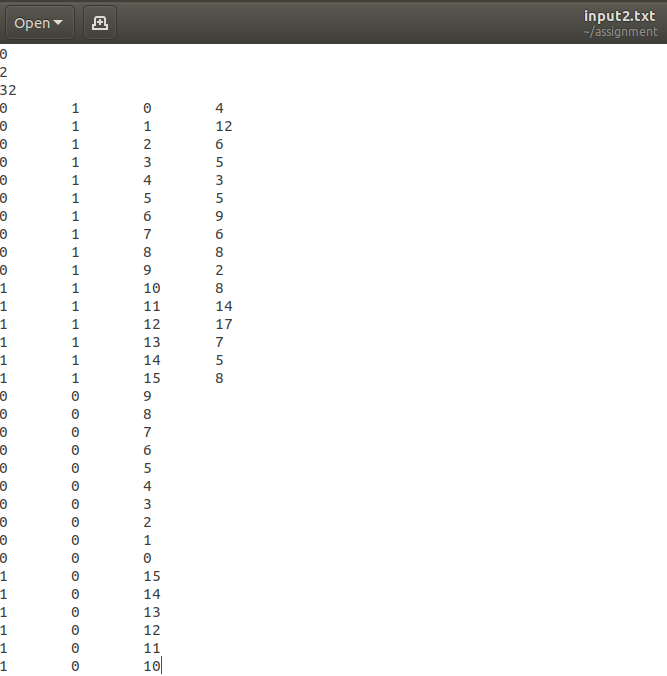 Open
input2.txt
~/assignment
0
2
32
0 1 0 4
0 1 1 12
0 1 2 6
0 1 3 5
0 1 4 3
0 1 5 5
0 1 6 9
0 1 7 6
0 1 8 8
0 1 9 2
1 1 10 8
1 1 11 14
1 1 12 17
1 1 13 7
1 1 14 5
1 1 15 8
0 0 9
0 0 8
0 0 7
0 0 6
0 0 5
0 0 4
0 0 3
0 0 2
0 0 1
0 0 0
1 0 15
1 0 14
1 0 13
1 0 12
1 0 11
1 0 10